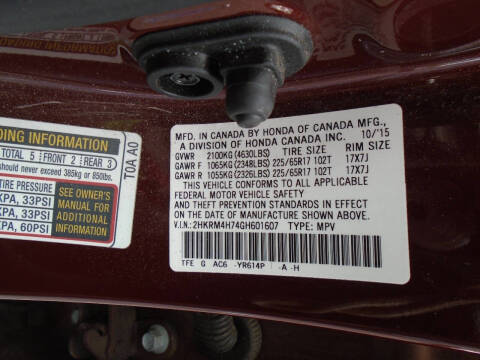 DING INFORMATION
TOTAL 5 FRONT 2 REAR 3
should never exceed 385kg or 850lbs.
TIRE PRESSURE
KPA, 33PSI
KPA, 33PSI
KPA, 60PSI
SEE OWNER'S
MANUAL FOR
ADDITIONAL
INFORMATION
T0A A0
MFD. IN CANADA BY HONDA OF CANADA MFG.,
A DIVISION OF HONDA CANADA INC. 10/'15
GVWR 2100KG (4630LBS) TIRE SIZE RIM SIZE
GAWR F 1065KG (2348LBS) 225/65R17 102T 17X7J
GAWR R 1055KG (2326LBS) 225/65R17 102T 17X7J
THIS VEHICLE CONFORMS TO ALL APPLICABLE
FEDERAL MOTOR VEHICLE SAFETY
AND THEFT PREVENTION STANDARDS IN EFFECT
ON THE DATE OF MANUFACTURE SHOWN ABOVE.
V.I.N.: 2HKRM4H74GH601607 TYPE: MPV
TFE G AC6 -YR614P -A -H